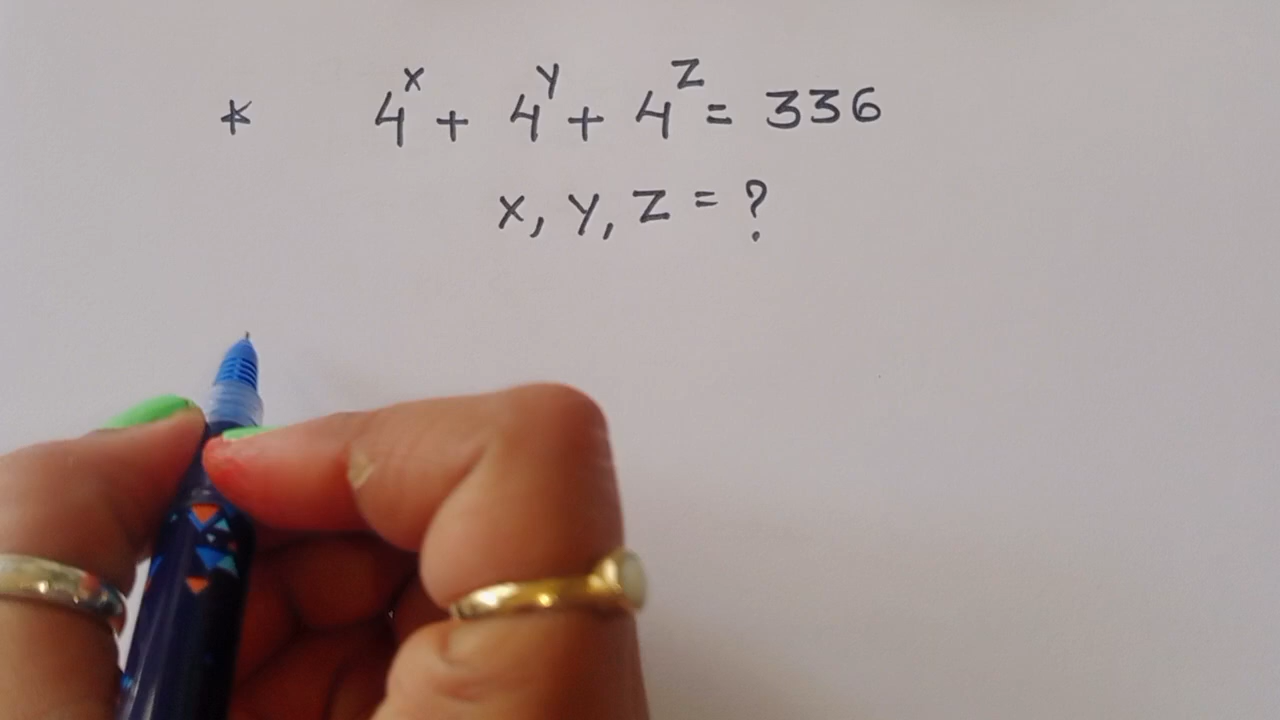 * 4^x + 4^y + 4^z = 336
x, y, z = ?